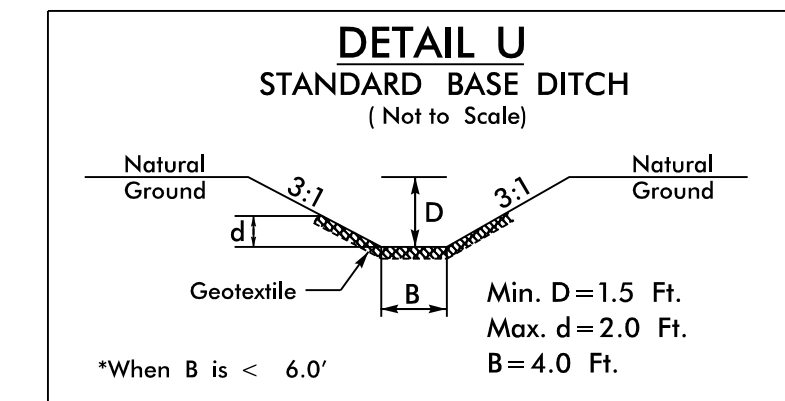 DETAIL U
STANDARD BASE DITCH
( Not to Scale)
Natural
Ground
3:1
D
3:1
Natural
Ground
d
Geotextile
B
Min. D=1.5 Ft.
Max. d=2.0 Ft.
B=4.0 Ft.
*When B is < 6.0'